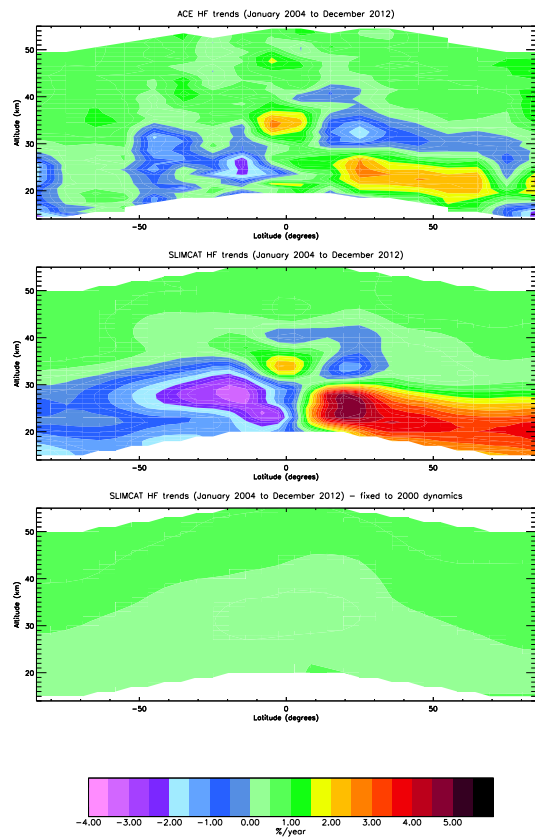 ACE HF trends (January 2004 to December 2012)
50
40
30
20
Altitude (km)
−50
0
50
Latitude (degrees)
SLIMCAT HF trends (January 2004 to December 2012)
50
40
30
20
Altitude (km)
−50
0
50
Latitude (degrees)
SLIMCAT HF trends (January 2004 to December 2012) − fixed to 2000 dynamics
50
40
30
20
Altitude (km)
−50
0
50
Latitude (degrees)
−4.00 −3.00 −2.00 −1.00 0.00 1.00 2.00 3.00 4.00 5.00
%/year